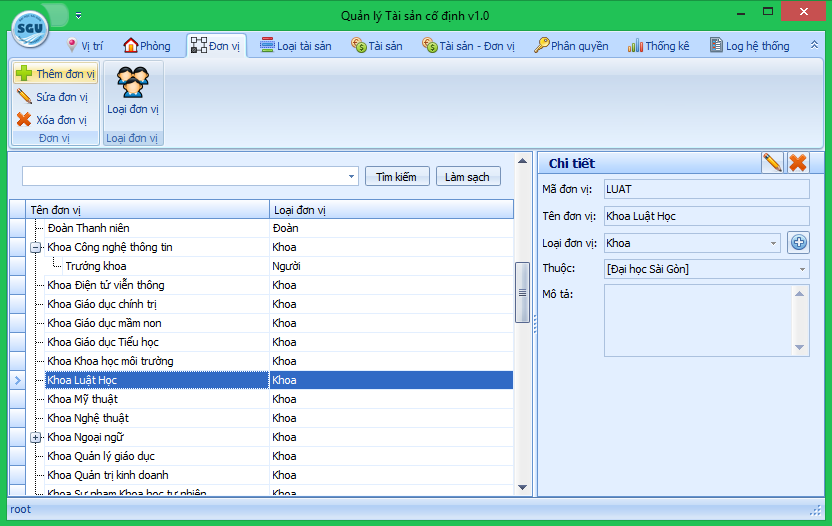 Quản lý Tài sản cố định v1.0
SGU
Vị trí Phòng Đơn vị Loại tài sản Tài sản Tài sản - Đơn vị Phân quyền Thống kê Log hệ thống
Thêm đơn vị
Sửa đơn vị
Xóa đơn vị
Đơn vị
Loại đơn vị
Loại đơn vị
Tìm kiếm Làm sạch
Tên đơn vị Loại đơn vị
Đoàn Thanh niên Đoàn
Khoa Công nghệ thông tin Khoa
Trưởng khoa Người
Khoa Điện tử viễn thông Khoa
Khoa Giáo dục chính trị Khoa
Khoa Giáo dục mầm non Khoa
Khoa Giáo dục Tiểu học Khoa
Khoa Khoa học môi trường Khoa
Khoa Luật Học Khoa
Khoa Mỹ thuật Khoa
Khoa Nghệ thuật Khoa
Khoa Ngoại ngữ Khoa
Khoa Quản lý giáo dục Khoa
Khoa Quản trị kinh doanh Khoa
Khoa Sư phạm Khoa học tự nhiên Khoa
Chi tiết
Mã đơn vị: LUAT
Tên đơn vị: Khoa Luật Học
Loại đơn vị: Khoa
Thuộc: [Đại học Sài Gòn]
Mô tả:
root